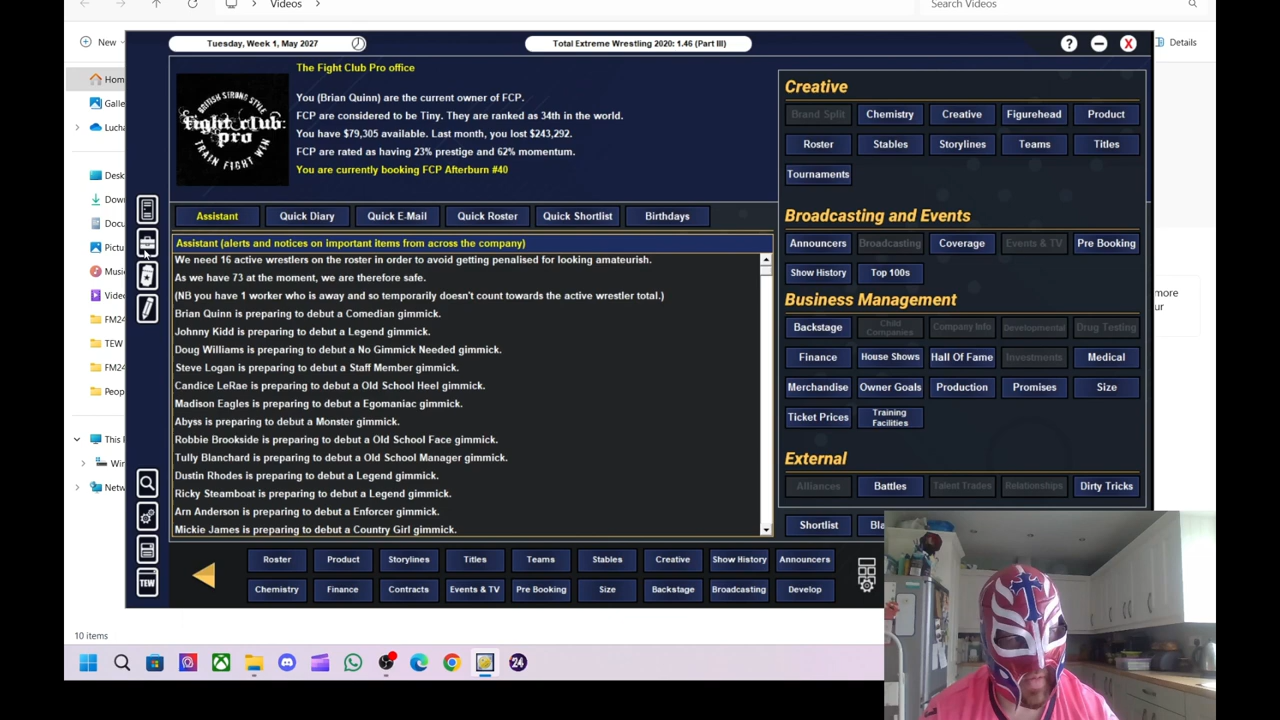 New
Videos
Search Videos
Details
Tuesday, Week 1, May 2027
Total Extreme Wrestling 2020: 1.46 (Part III)
?
X
Home
Music
Video
FM24
TEW
FM24
This
BRITISH STRONG STYLE
fight club:
pro
TRAIN FIGHT WIN
The Fight Club Pro office
You (Brian Quinn) are the current owner of FCP.
FCP are considered to be Tiny. They are ranked as 34th in the world.
You have $79,305 available. Last month, you lost $243,292.
FCP are rated as having 23% prestige and 62% momentum.
You are currently booking FCP Afterburn #40
Assistant
Quick Diary
Quick E-Mail
Quick Roster
Quick Shortlist
Birthdays
Assistant (alerts and notices on important items from across the company)
We need 16 active wrestlers on the roster in order to avoid getting penalised for looking amateurish.
As we have 73 at the moment, we are therefore safe.
(NB you have 1 worker who is away and so temporarily doesn't count towards the active wrestler total.)
Brian Quinn is preparing to debut a Comedian gimmick.
Johnny Kidd is preparing to debut a Legend gimmick.
Doug Williams is preparing to debut a No Gimmick Needed gimmick.
Steve Logan is preparing to debut a Staff Member gimmick.
Candice LeRae is preparing to debut a Old School Heel gimmick.
Madison Eagles is preparing to debut a Egomaniac gimmick.
Abyss is preparing to debut a Monster gimmick.
Robbie Brookside is preparing to debut a Old School Face gimmick.
Tully Blanchard is preparing to debut a Old School Manager gimmick.
Dustin Rhodes is preparing to debut a Legend gimmick.
Ricky Steamboat is preparing to debut a Legend gimmick.
Arn Anderson is preparing to debut a Enforcer gimmick.
Mickie James is preparing to debut a Country Girl gimmick.
Creative
Brand Split
Chemistry
Creative
Figurehead
Product
Roster
Stables
Storylines
Teams
Titles
Tournaments
Broadcasting and Events
Announcers
Broadcasting
Coverage
Events & TV
Pre Booking
Show History
Top 100s
Business Management
Backstage
Child Companies
Company Info
Developmental
Drug Testing
Finance
House Shows
Hall Of Fame
Investments
Medical
Merchandise
Owner Goals
Production
Promises
Size
Ticket Prices
Training Facilities
External
Alliances
Battles
Talent Trades
Relationships
Dirty Tricks
Shortlist
more
TEW
Roster
Product
Storylines
Titles
Teams
Stables
Creative
Show History
Announcers
Chemistry
Finance
Contracts
Events & TV
Pre Booking
Size
Backstage
Broadcasting
Develop
10 items
24